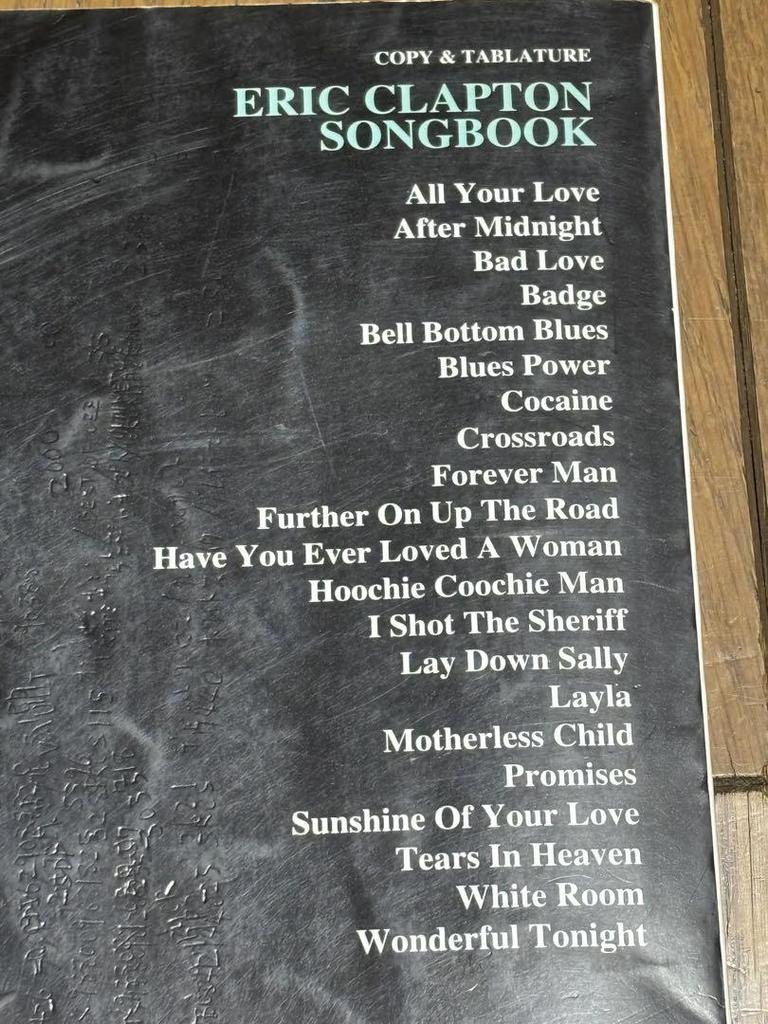 COPY & TABLATURE
ERIC CLAPTON
SONGBOOK
All Your Love
After Midnight
Bad Love
Badge
Bell Bottom Blues
Blues Power
Cocaine
Crossroads
Forever Man
Further On Up The Road
Have You Ever Loved A Woman
Hoochie Coochie Man
I Shot The Sheriff
Lay Down Sally
Layla
Motherless Child
Promises
Sunshine Of Your Love
Tears In Heaven
White Room
Wonderful Tonight